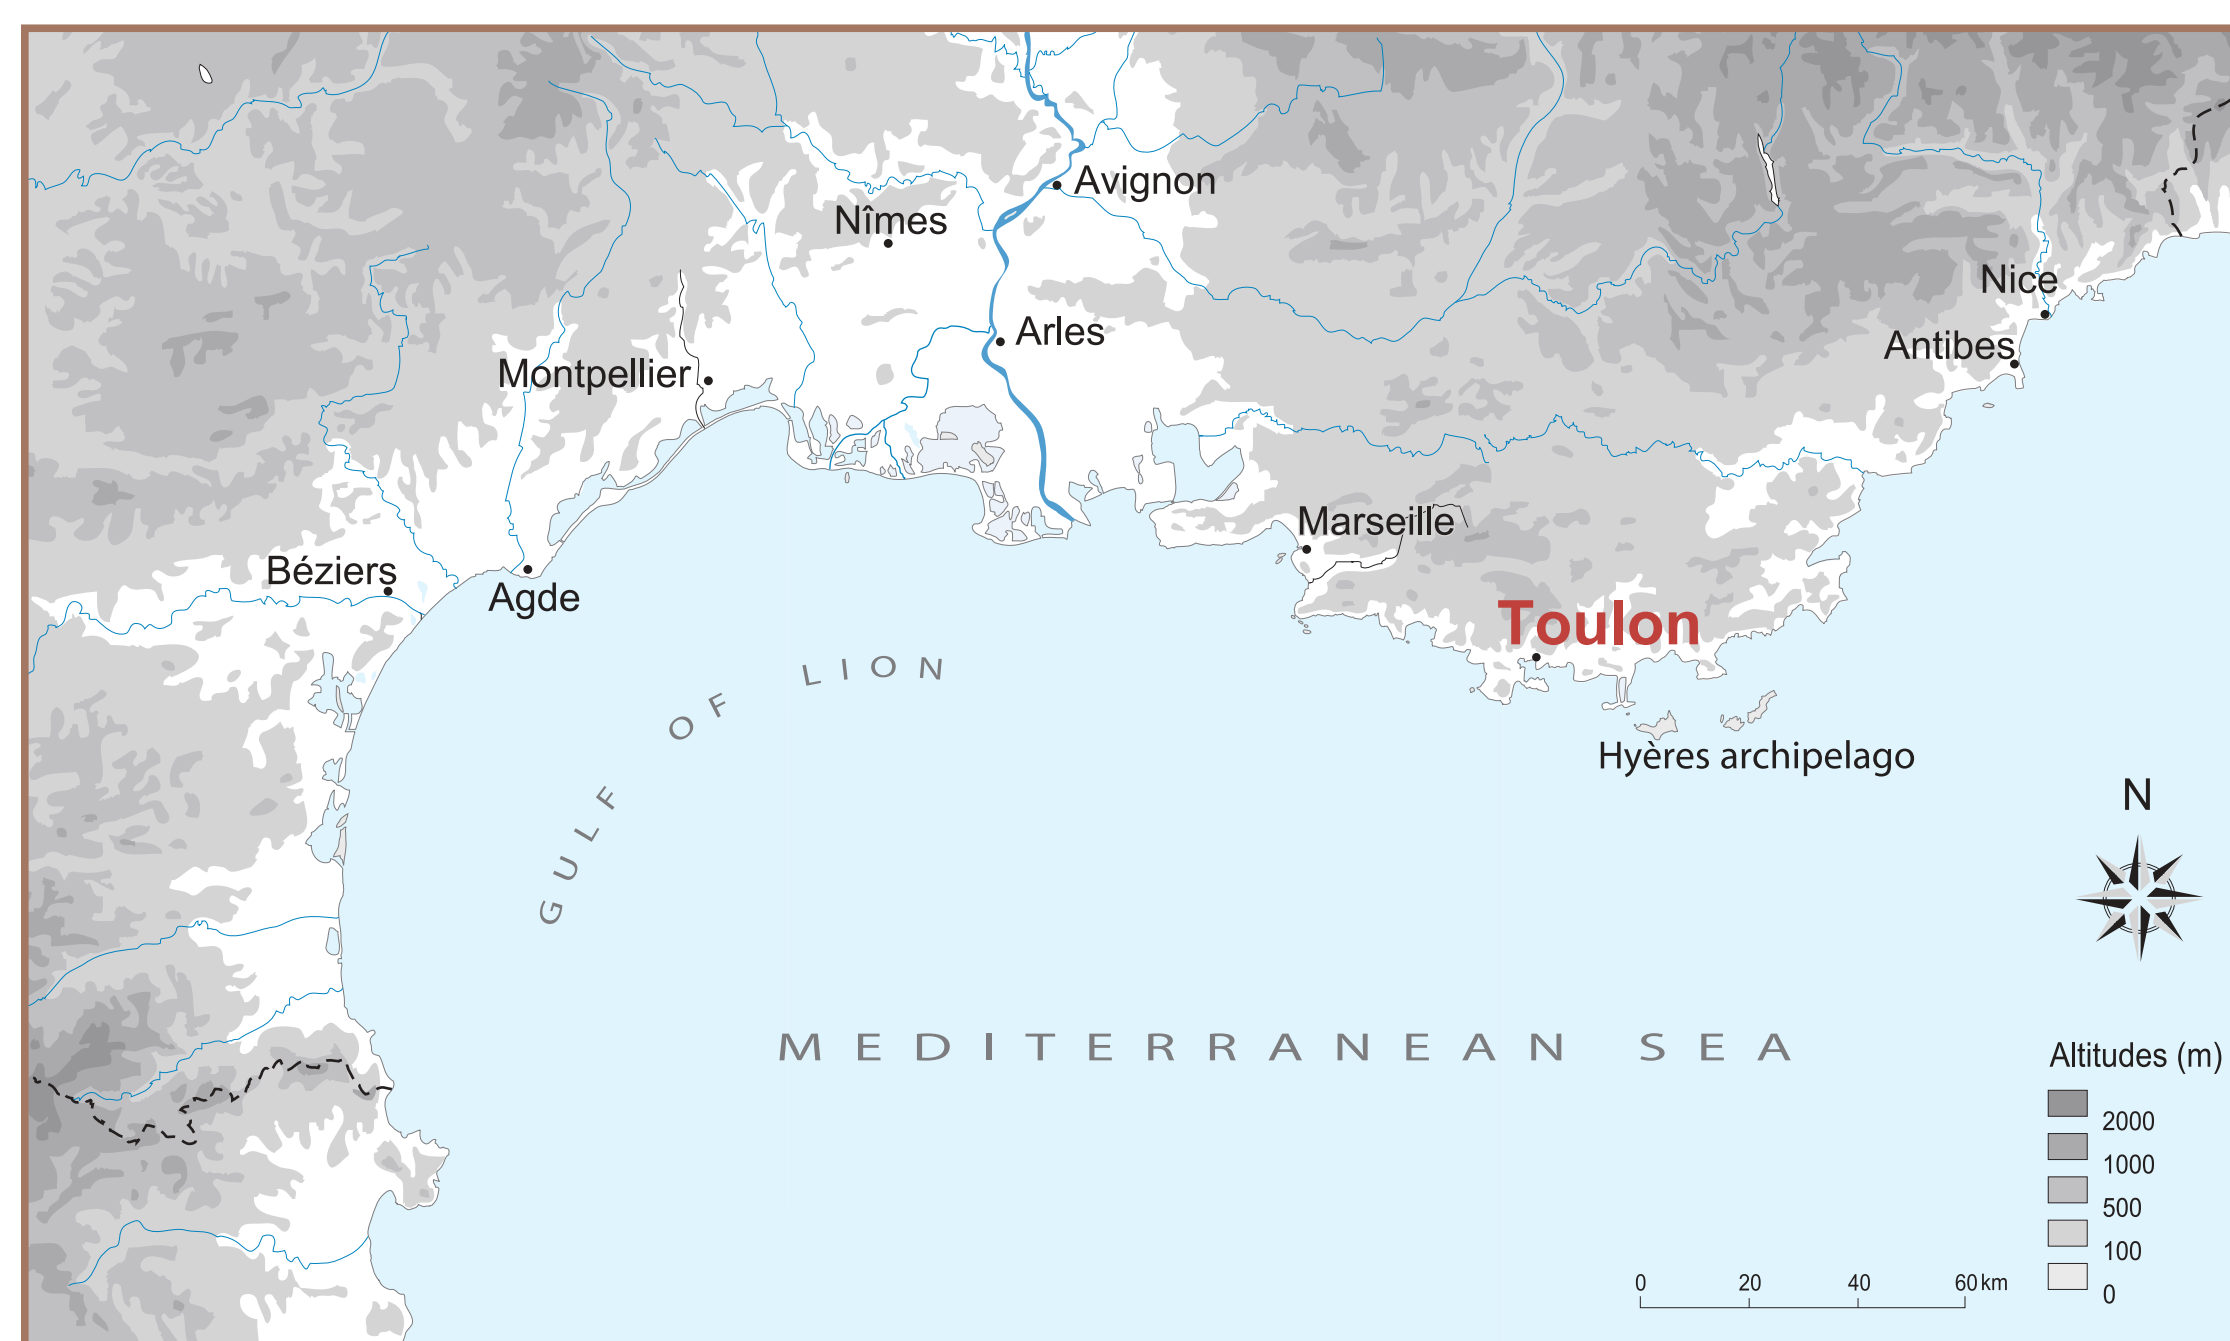 Avignon
Nîmes
Nice
Arles
Antibes
Montpellier
Marseille
Béziers
Agde
Toulon
GULF OF LION
Hyères archipelago
N
MEDITERRANEAN SEA
Altitudes (m)
2000
1000
500
100
0
0 20 40 60 km